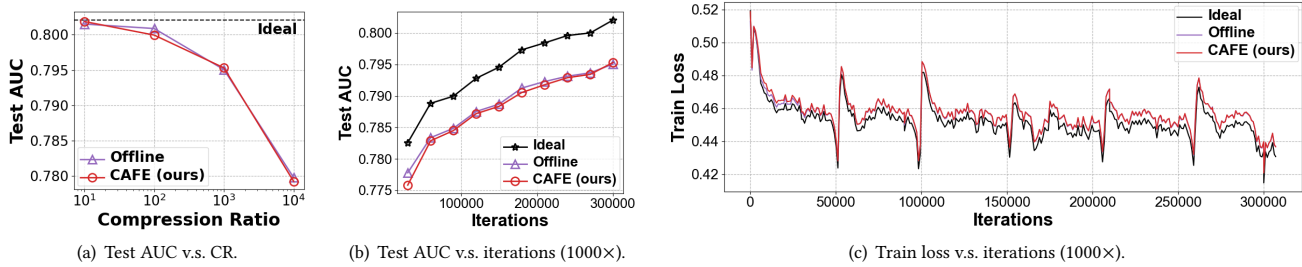 Test AUC
0.800
0.795
0.790
0.785
0.780
Ideal
Offline
CAFE (ours)
10¹
10²
10³
10⁴
Compression Ratio
(a) Test AUC v.s. CR.
Test AUC
0.800
0.795
0.790
0.785
0.780
0.775
Ideal
Offline
CAFE (ours)
100000
200000
300000
Iterations
(b) Test AUC v.s. iterations (1000×).
Train Loss
0.52
0.50
0.48
0.46
0.44
0.42
Ideal
Offline
CAFE (ours)
0
50000
100000
150000
200000
250000
300000
Iterations
(c) Train loss v.s. iterations (1000×).